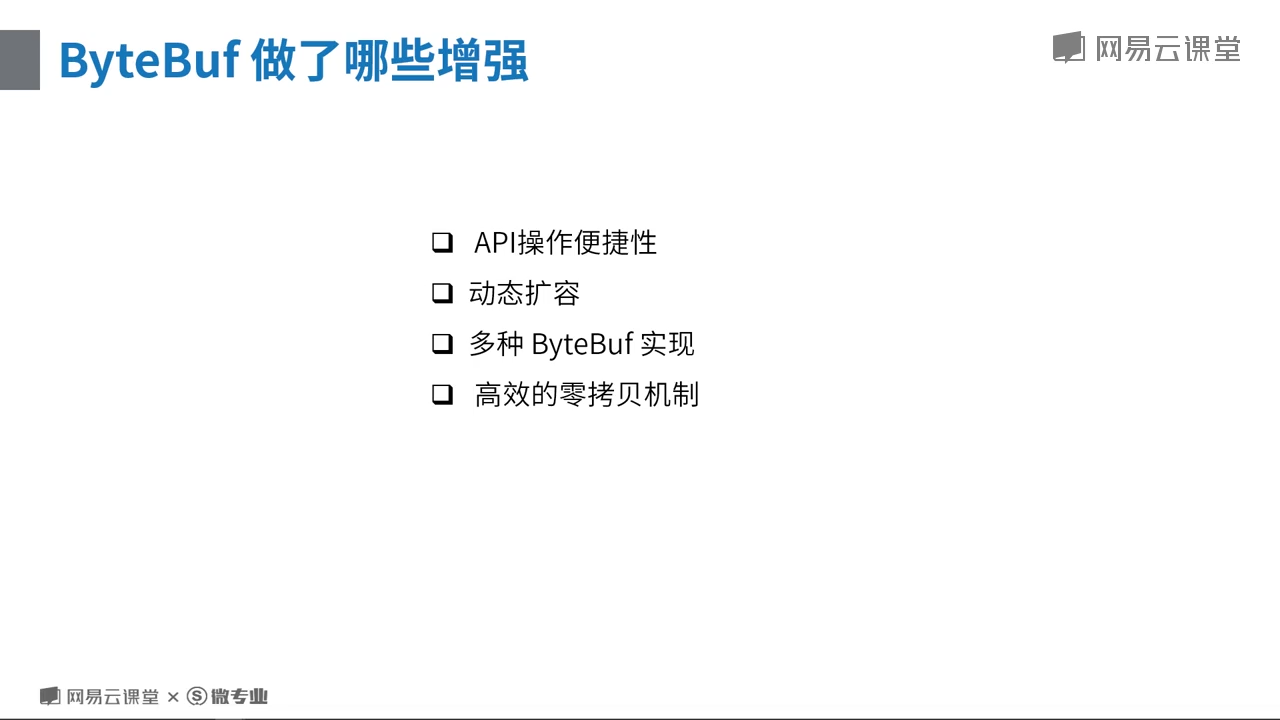 ByteBuf 做了哪些增强
网易云课堂
API操作便捷性
动态扩容
多种 ByteBuf 实现
高效的零拷贝机制
网易云课堂 × S 微专业